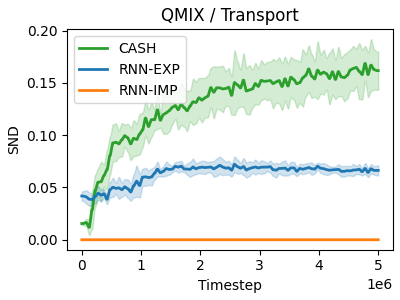 QMIX / Transport
SND
0.20
0.15
0.10
0.05
0.00
CASH
RNN-EXP
RNN-IMP
0 1 2 3 4 5
1e6
Timestep